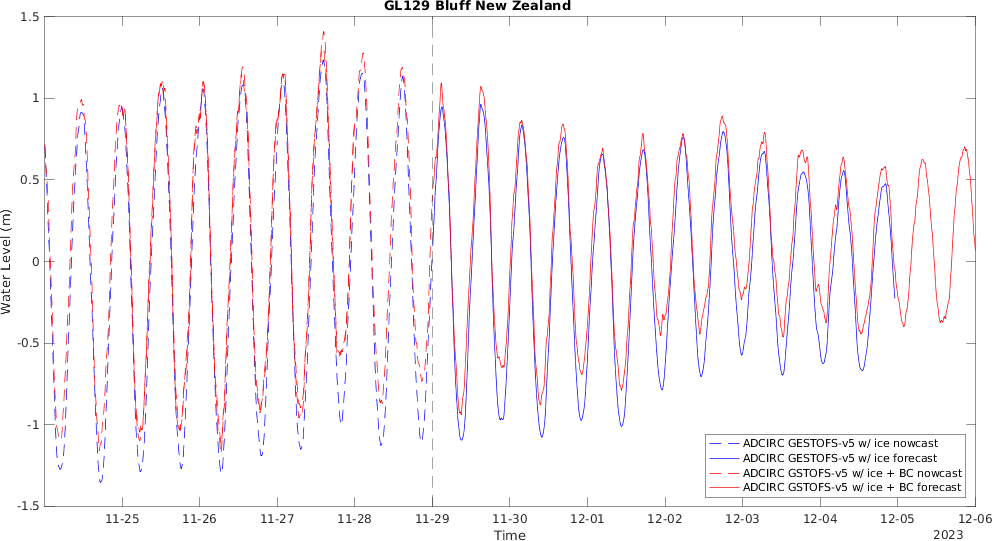 GL129 Bluff New Zealand
1.5
1
0.5
0
-0.5
-1
-1.5
Water Level (m)
11-25 11-26 11-27 11-28 11-29 11-30 12-01 12-02 12-03 12-04 12-05 12-06
Time
2023
ADCIRC GESTOFS-v5 w/ ice nowcast
ADCIRC GESTOFS-v5 w/ ice forecast
ADCIRC GSTOFS-v5 w/ ice + BC nowcast
ADCIRC GSTOFS-v5 w/ ice + BC forecast